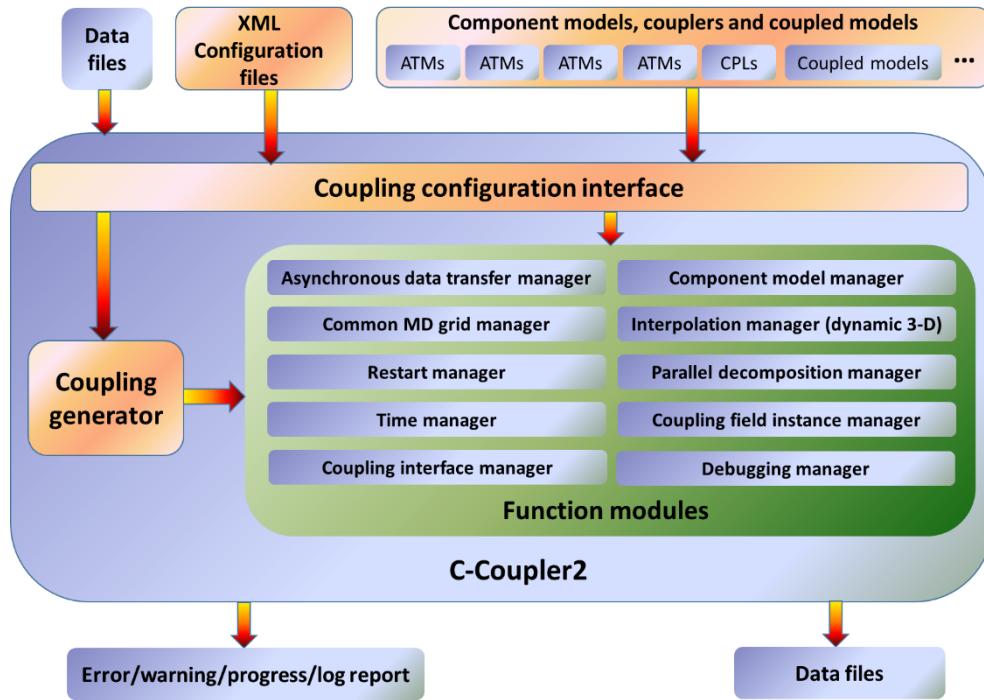 Data
files
XML
Configuration
files
Component models, couplers and coupled models
ATMs
ATMs
ATMs
ATMs
CPLs
Coupled models
...
Coupling configuration interface
Asynchronous data transfer manager
Component model manager
Common MD grid manager
Interpolation manager (dynamic 3-D)
Restart manager
Parallel decomposition manager
Time manager
Coupling field instance manager
Coupling interface manager
Debugging manager
Function modules
Coupling
generator
C-Coupler2
Error/warning/progress/log report
Data files